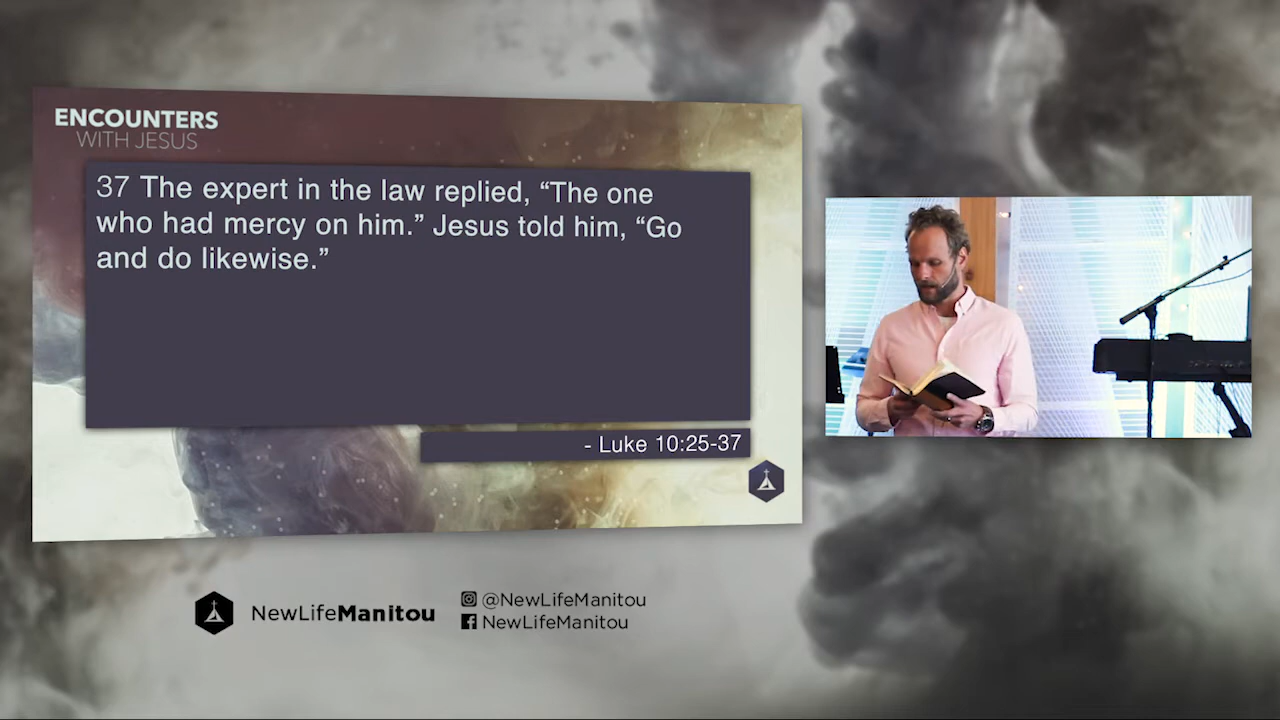 ENCOUNTERS
WITH JESUS
37 The expert in the law replied, “The one
who had mercy on him.” Jesus told him, “Go
and do likewise.”
- Luke 10:25-37
NewLifeManitou
@NewLifeManitou
NewLifeManitou